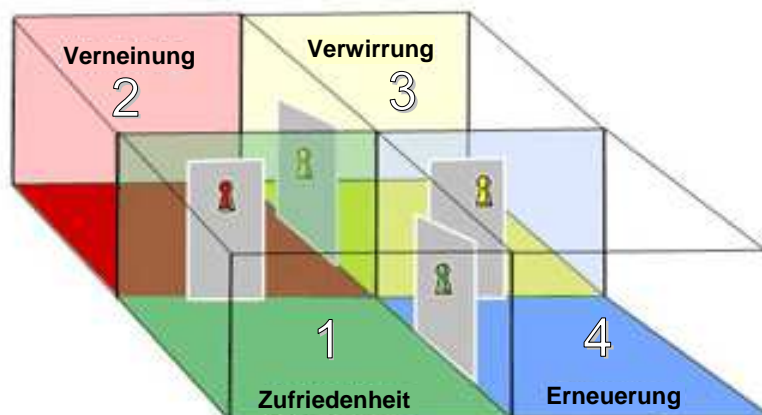 Verneinung
2
Verwirrung
3
1
Zufriedenheit
4
Erneuerung